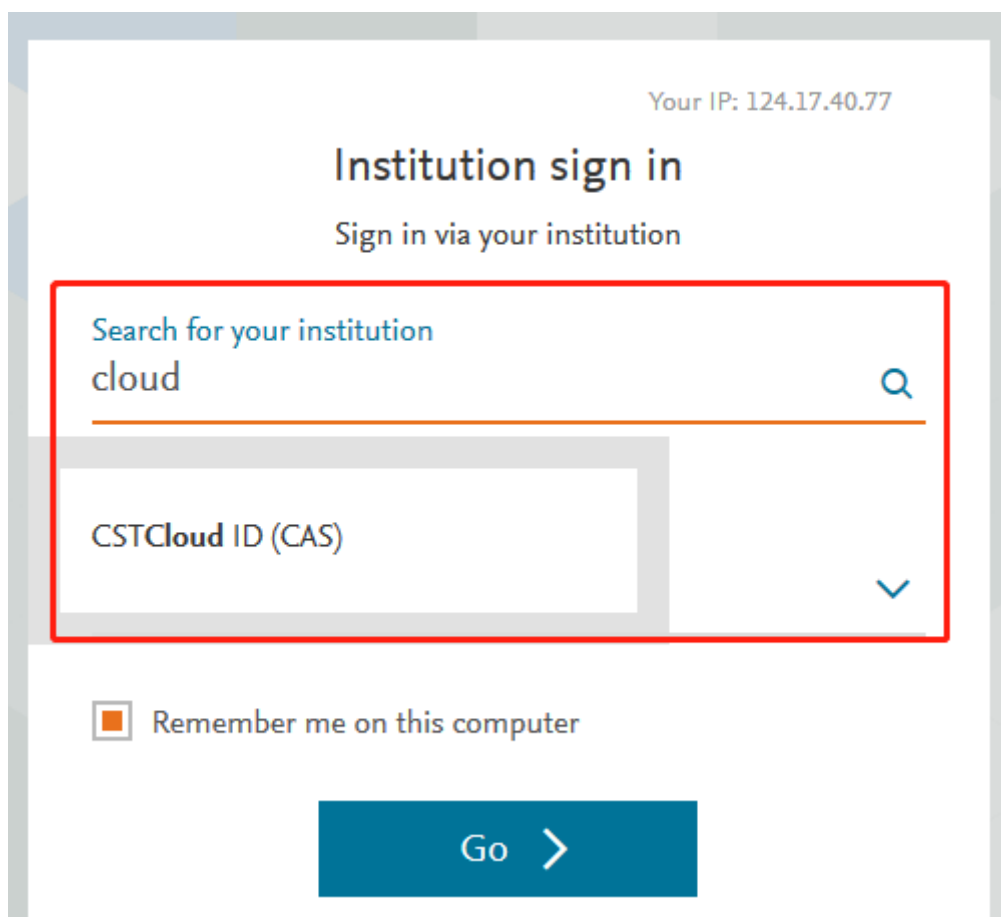 Your IP: 124.17.40.77
Institution sign in
Sign in via your institution
Search for your institution
cloud
CSTCloud ID (CAS)
Remember me on this computer
Go